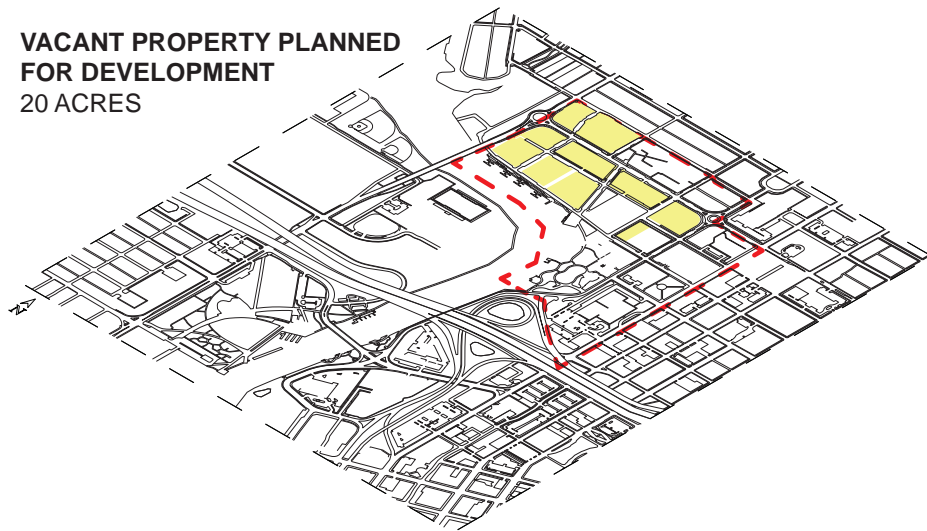 VACANT PROPERTY PLANNED
FOR DEVELOPMENT
20 ACRES
N